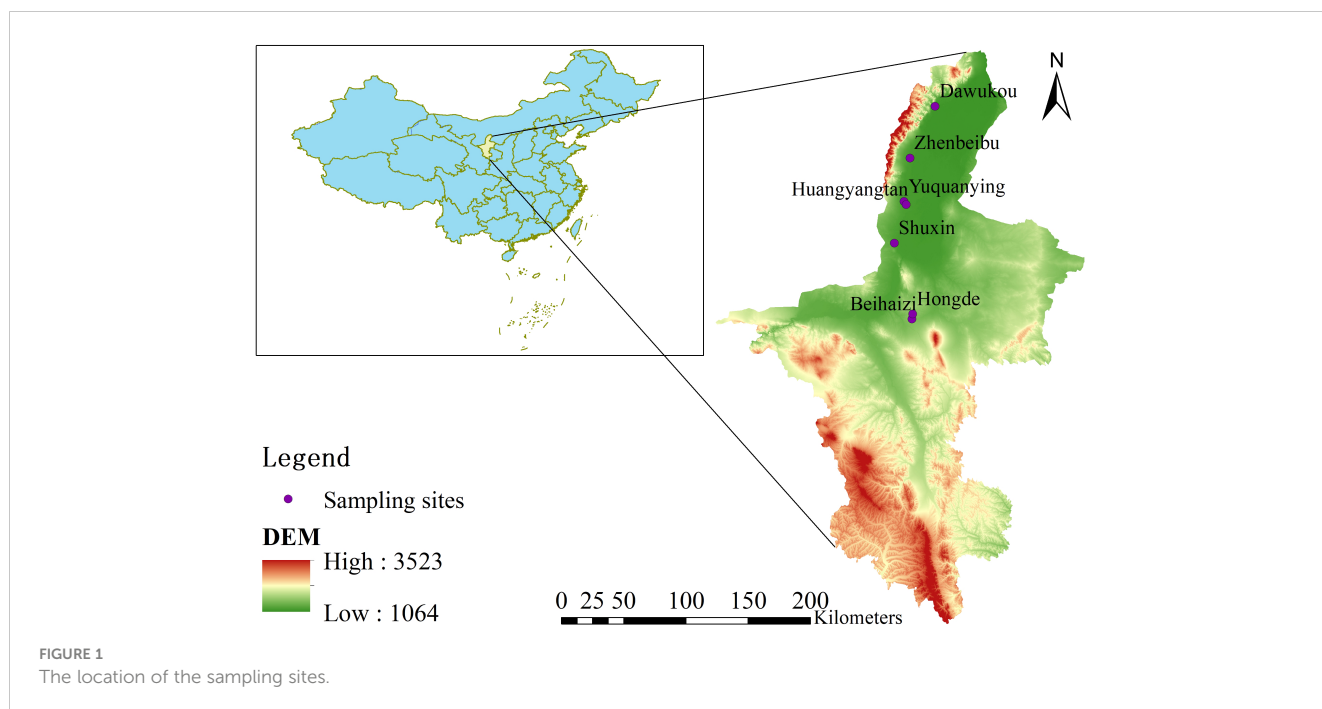 N
Dawukou
Zhenbeibu
Huangyangtan Yuquanying
Shuxin
Beihaizi Hongde
Legend
Sampling sites
DEM
High : 3523
Low : 1064
0 25 50 100 150 200
Kilometers
FIGURE 1
The location of the sampling sites.